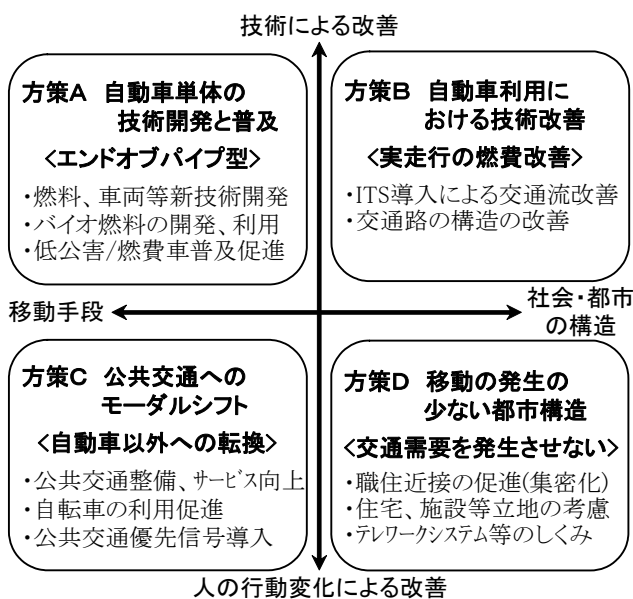 技術による改善
方策A 自動車単体の
技術開発と普及
<エンドオブパイプ型>
・燃料、車両等新技術開発
・バイオ燃料の開発、利用
・低公害/燃費車普及促進
方策B 自動車利用に
おける技術改善
<実走行の燃費改善>
・ITS導入による交通流改善
・交通路の構造の改善
移動手段
社会・都市
の構造
方策C 公共交通への
モーダルシフト
<自動車以外への転換>
・公共交通整備、サービス向上
・自転車の利用促進
・公共交通優先信号導入
方策D 移動の発生の
少ない都市構造
<交通需要を発生させない>
・職住近接の促進(集密化)
・住宅、施設等立地の考慮
・テレワークシステム等のしくみ
人の行動変化による改善